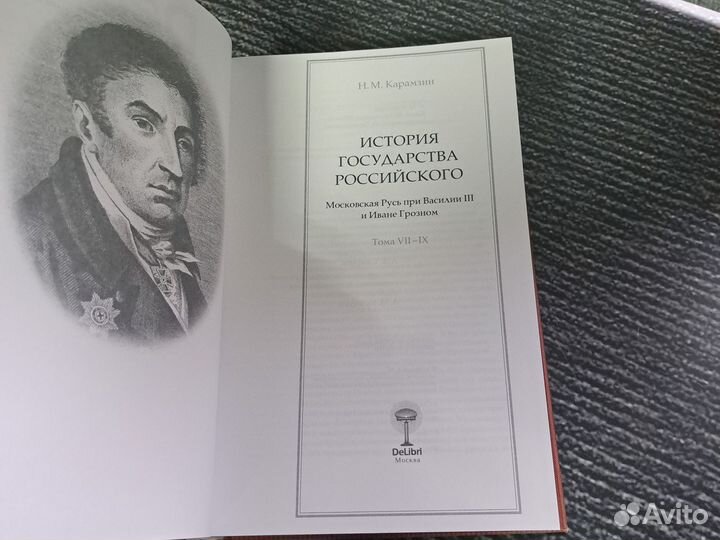 Н. М. Карамзин
ИСТОРИЯ
ГОСУДАРСТВА
РОССИЙСКОГО
Московская Русь при Василии III
и Иване Грозном
Тома VII–IX
DeLibri
Москва
Avito